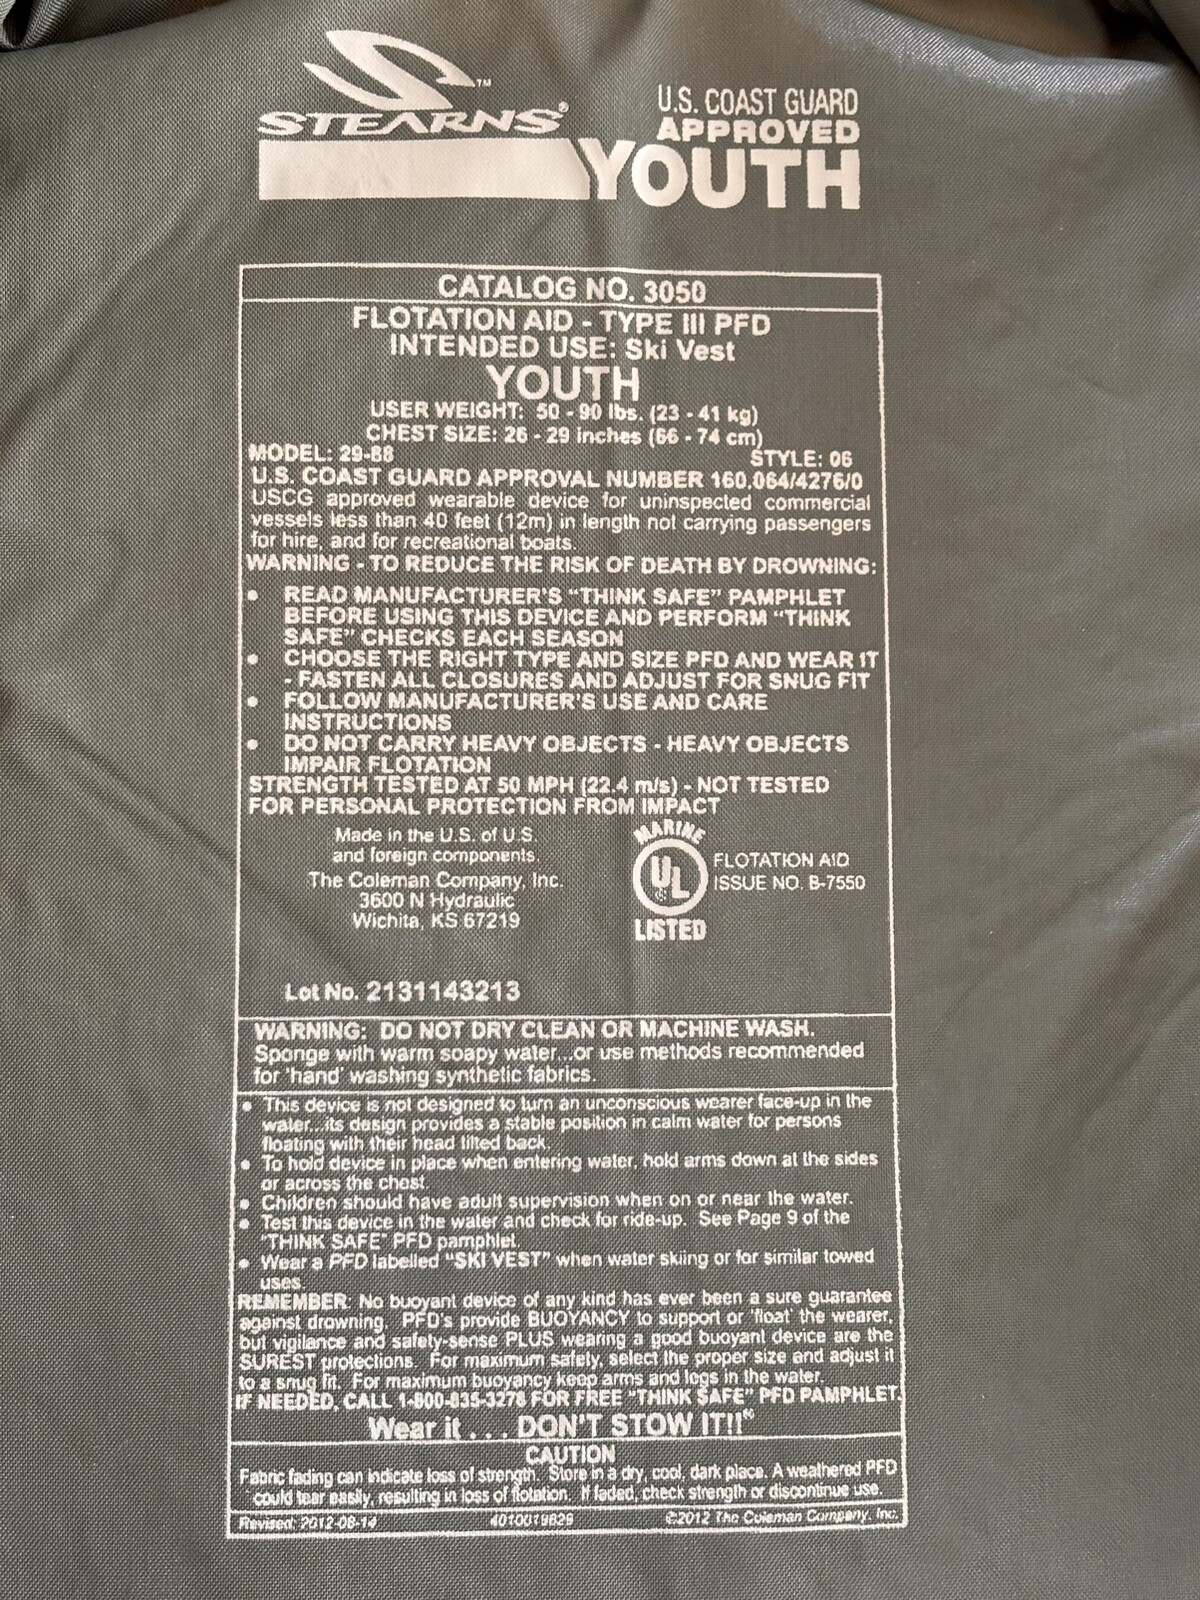 ™
STEARNS®
U.S. COAST GUARD
APPROVED
YOUTH
CATALOG NO. 3050
FLOTATION AID - TYPE III PFD
INTENDED USE: Ski Vest
YOUTH
USER WEIGHT: 50 - 90 lbs. (23 - 41 kg)
CHEST SIZE: 26 - 29 inches (66 - 74 cm)
MODEL: 29-88 STYLE: 06
U.S. COAST GUARD APPROVAL NUMBER 160.064/4276/0
USCG approved wearable device for uninspected commercial
vessels less than 40 feet (12m) in length not carrying passengers
for hire, and for recreational boats.
WARNING - TO REDUCE THE RISK OF DEATH BY DROWNING:
• READ MANUFACTURER'S "THINK SAFE" PAMPHLET
BEFORE USING THIS DEVICE AND PERFORM "THINK
SAFE" CHECKS EACH SEASON
• CHOOSE THE RIGHT TYPE AND SIZE PFD AND WEAR IT
- FASTEN ALL CLOSURES AND ADJUST FOR SNUG FIT
• FOLLOW MANUFACTURER'S USE AND CARE
INSTRUCTIONS
• DO NOT CARRY HEAVY OBJECTS - HEAVY OBJECTS
IMPAIR FLOTATION
STRENGTH TESTED AT 50 MPH (22.4 m/s) - NOT TESTED
FOR PERSONAL PROTECTION FROM IMPACT
Made in the U.S. of U.S.
and foreign components.
The Coleman Company, Inc.
3600 N Hydraulic
Wichita, KS 67219
MARINE
UL
LISTED
FLOTATION AID
ISSUE NO. B-7550
Lot No. 2131143213
WARNING: DO NOT DRY CLEAN OR MACHINE WASH.
Sponge with warm soapy water...or use methods recommended
for 'hand' washing synthetic fabrics.
• This device is not designed to turn an unconscious wearer face-up in the
water...its design provides a stable position in calm water for persons
floating with their head tilted back.
• To hold device in place when entering water, hold arms down at the sides
or across the chest.
• Children should have adult supervision when on or near the water.
• Test this device in the water and check for ride-up. See Page 9 of the
"THINK SAFE" PFD pamphlet.
• Wear a PFD labelled "SKI VEST" when water skiing or for similar towed
uses.
REMEMBER: No buoyant device of any kind has ever been a sure guarantee
against drowning. PFD's provide BUOYANCY to support or 'float' the wearer,
but vigilance and safety-sense PLUS wearing a good buoyant device are the
SUREST protections. For maximum safety, select the proper size and adjust it
to a snug fit. For maximum buoyancy keep arms and legs in the water.
IF NEEDED, CALL 1-800-835-3278 FOR FREE "THINK SAFE" PFD PAMPHLET.
Wear it . . . DON'T STOW IT!!®
CAUTION
Fabric fading can indicate loss of strength. Store in a dry, cool, dark place. A weathered PFD
could tear easily, resulting in loss of flotation. If faded, check strength or discontinue use.
Revised: 2012-08-14 4010019829 ©2012 The Coleman Company, Inc.